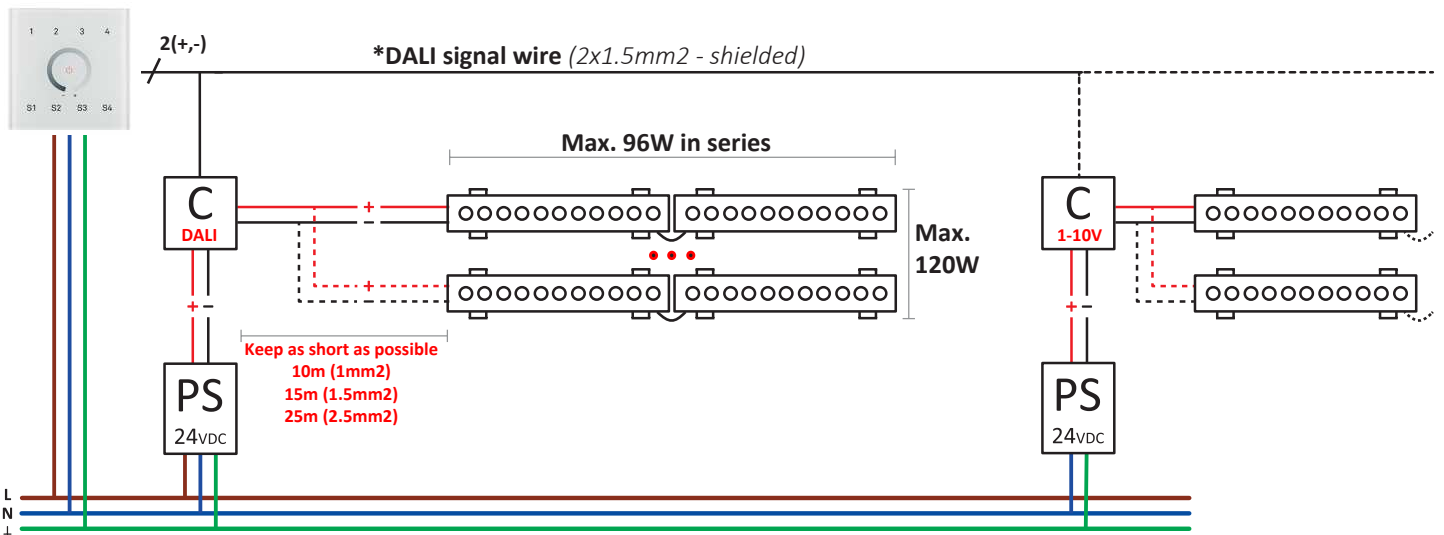 1 2 3 4
S1 S2 S3 S4
- +
2(+,-)
*DALI signal wire (2x1.5mm2 - shielded)
Max. 96W in series
C
DALI
+
–
+
–
Max.
120W
C
1-10V
+ –
Keep as short as possible
10m (1mm2)
15m (1.5mm2)
25m (2.5mm2)
+ –
PS
24VDC
PS
24VDC
L
N
⊥